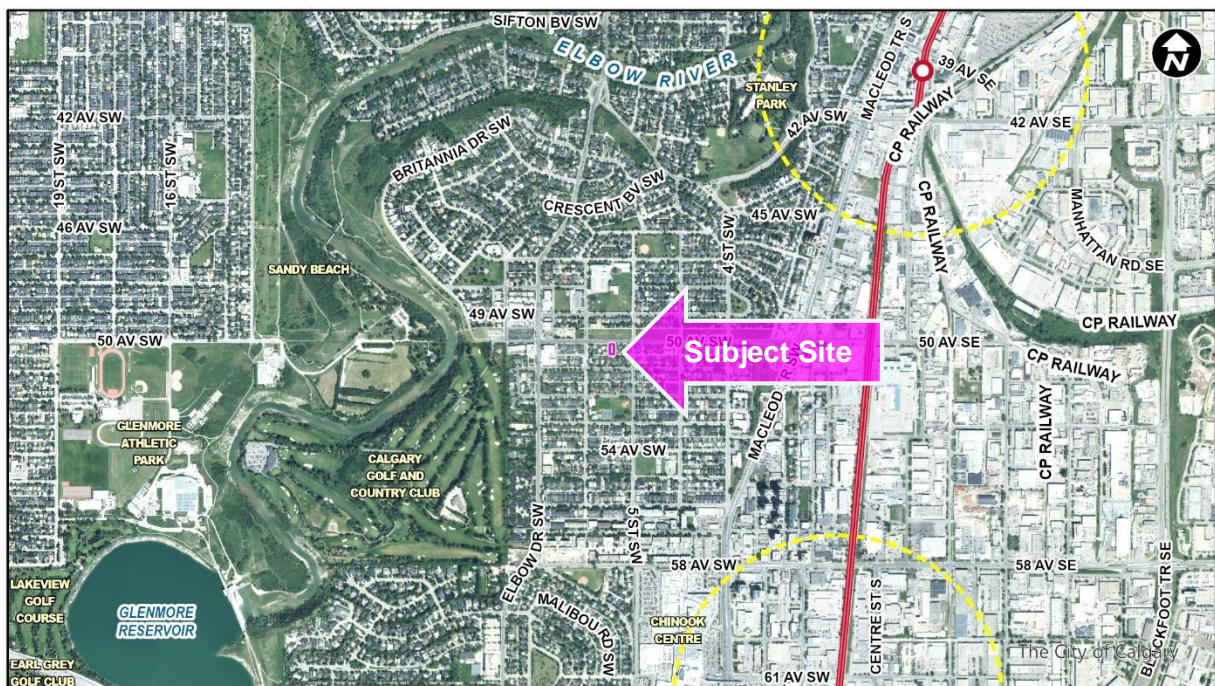 SIFTON BV SW
ELBOW RIVER
MACLEOD TR S
39 AV SE
N
STANLEY
PARK
42 AV SW
42 AV SW
CP RAILWAY
42 AV SE
19 ST SW
16 ST SW
BRITANNIA DR SW
CRESCENT BV SW
45 AV SW
4 ST SW
46 AV SW
CP RAILWAY
MANHATTAN RD SE
SANDY BEACH
49 AV SW
50 AV SW
50 AV SW
Subject Site
50 AV SE
CP RAILWAY
CP RAILWAY
MACLEOD TR SW
CP RAILWAY
GLENMORE
ATHLETIC
PARK
CALGARY
GOLF AND
COUNTRY CLUB
54 AV SW
ELBOW DR SW
5 ST SW
58 AV SW
58 AV SE
LAKEVIEW
GOLF
COURSE
GLENMORE
RESERVOIR
MALIBOU RD SW
CHINOOK
CENTRE
CENTRE ST S
BLACKFOOT TR SE
The City of Calgary
EARL GREY
GOLF CLUB
61 AV SW